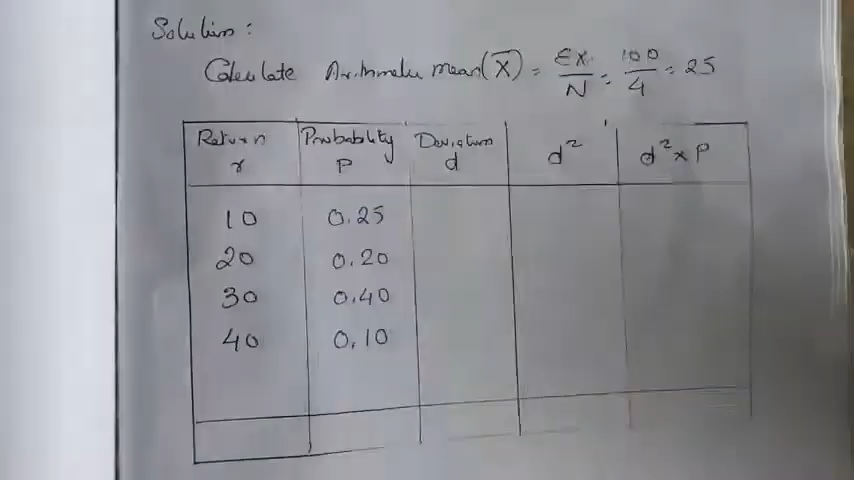 Solution:
Calculate Arithmetic mean (X̄) = Ex/N = 100/4 = 25
Return x Probability P Deviation d d² d² x P
10 0.25
20 0.20
30 0.40
40 0.10